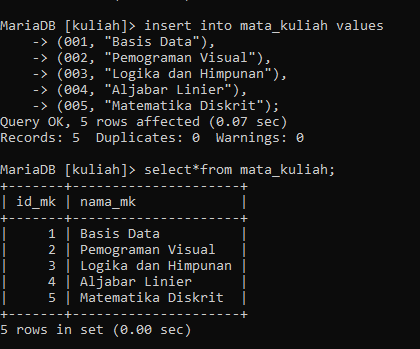 MariaDB [kuliah]> insert into mata_kuliah values
    -> (001, "Basis Data"),
    -> (002, "Pemograman Visual"),
    -> (003, "Logika dan Himpunan"),
    -> (004, "Aljabar Linier"),
    -> (005, "Matematika Diskrit");
Query OK, 5 rows affected (0.07 sec)
Records: 5  Duplicates: 0  Warnings: 0

MariaDB [kuliah]> select*from mata_kuliah;
+-------+---------------------+
| id_mk | nama_mk             |
+-------+---------------------+
|     1 | Basis Data          |
|     2 | Pemograman Visual   |
|     3 | Logika dan Himpunan |
|     4 | Aljabar Linier      |
|     5 | Matematika Diskrit  |
+-------+---------------------+
5 rows in set (0.00 sec)